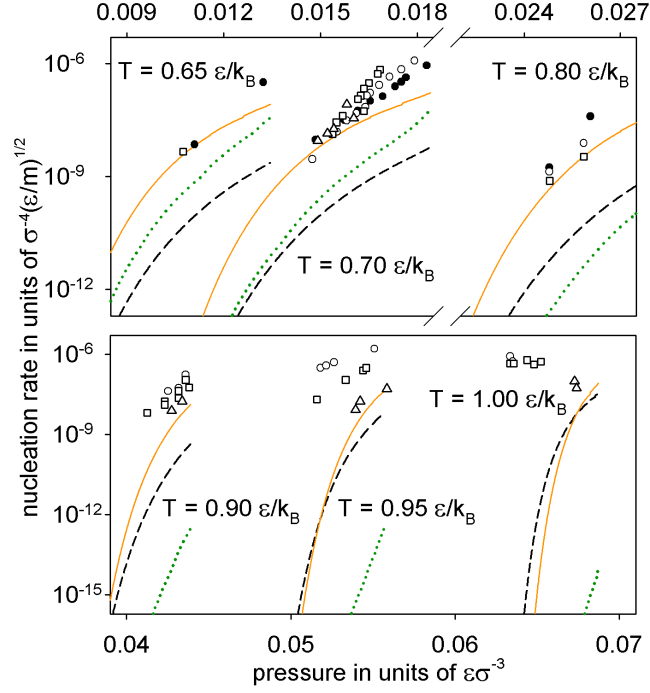 0.009 0.012 0.015 0.018 0.024 0.027
10⁻⁶
10⁻⁹
10⁻¹²
T = 0.65 ε/k_B
T = 0.80 ε/k_B
T = 0.70 ε/k_B
nucleation rate in units of σ⁻⁴(ε/m)^1/2
10⁻⁶
10⁻⁹
10⁻¹²
10⁻¹⁵
T = 1.00 ε/k_B
T = 0.90 ε/k_B
T = 0.95 ε/k_B
0.04 0.05 0.06 0.07
pressure in units of εσ⁻³